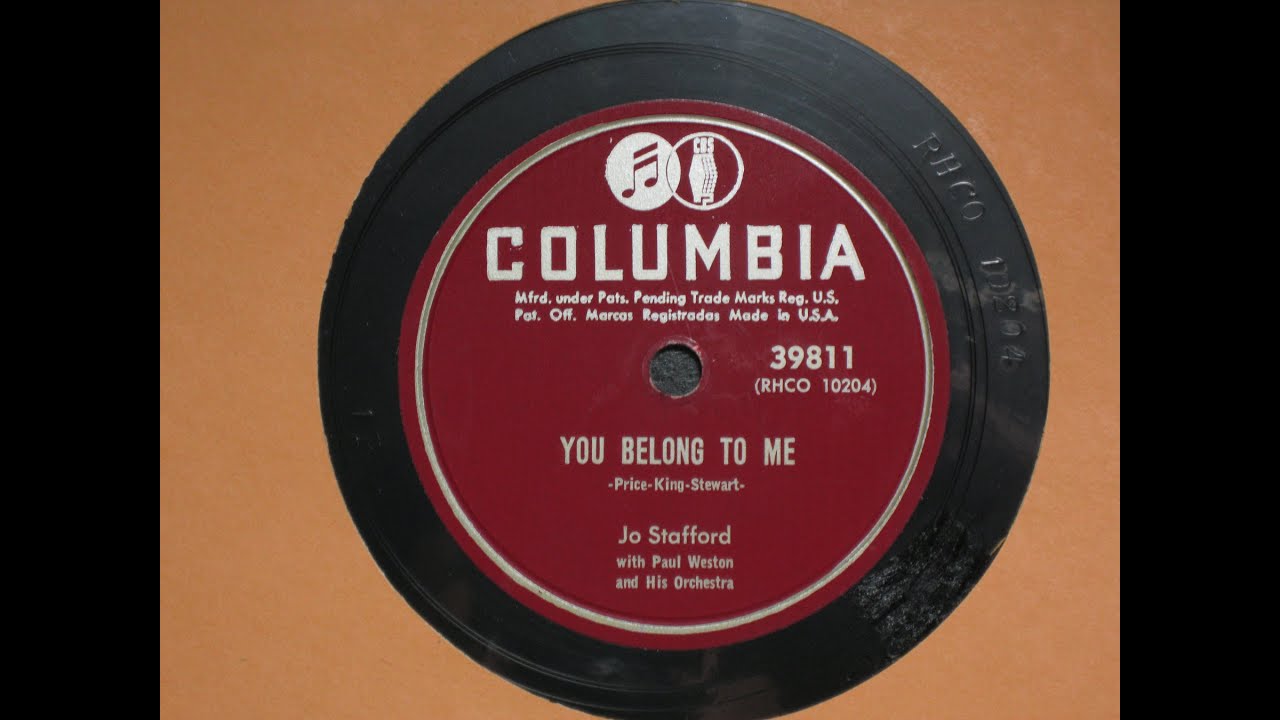 CBS
COLUMBIA
Mfrd. under Pats. Pending Trade Marks Reg. U.S.
Pat. Off. Marcas Registradas Made in U.S.A.
39811
(RHCO 10204)
YOU BELONG TO ME
-Price-King-Stewart-
Jo Stafford
with Paul Weston
and His Orchestra
RHCO 10204